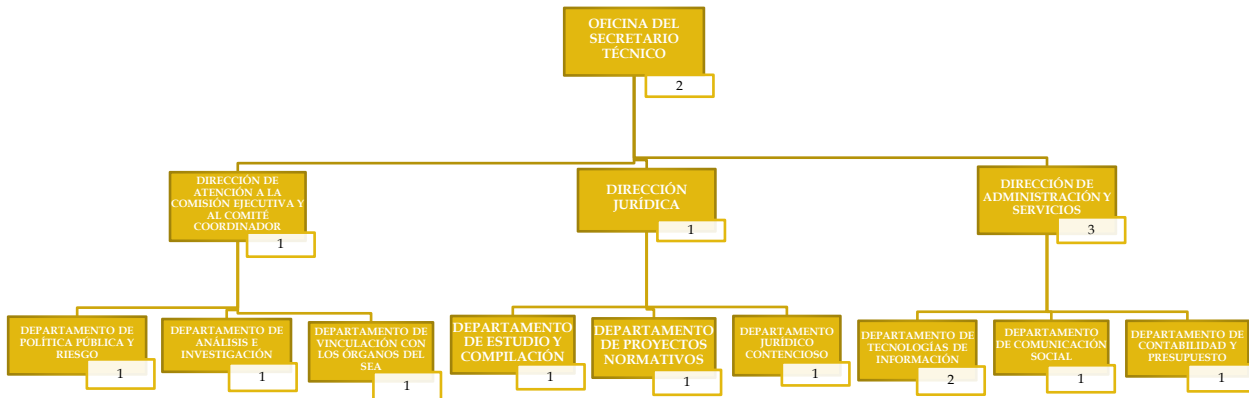 OFICINA DEL
SECRETARIO
TÉCNICO
2
DIRECCIÓN DE
ATENCIÓN A LA
COMISIÓN EJECUTIVA Y
AL COMITÉ
COORDINADOR
1
DIRECCIÓN
JURÍDICA
1
DIRECCIÓN DE
ADMINISTRACIÓN Y
SERVICIOS
3
DEPARTAMENTO DE
POLÍTICA PÚBLICA Y
RIESGO
1
DEPARTAMENTO DE
ANÁLISIS E
INVESTIGACIÓN
1
DEPARTAMENTO DE
VINCULACIÓN CON
LOS ÓRGANOS DEL
SEA
1
DEPARTAMENTO
DE ESTUDIO Y
COMPILACIÓN
1
DEPARTAMENTO
DE PROYECTOS
NORMATIVOS
1
DEPARTAMENTO
JURÍDICO
CONTENCIOSO
1
DEPARTAMENTO DE
TECNOLOGÍAS DE
INFORMACIÓN
2
DEPARTAMENTO
DE COMUNICACIÓN
SOCIAL
1
DEPARTAMENTO DE
CONTABILIDAD Y
PRESUPUESTO
1